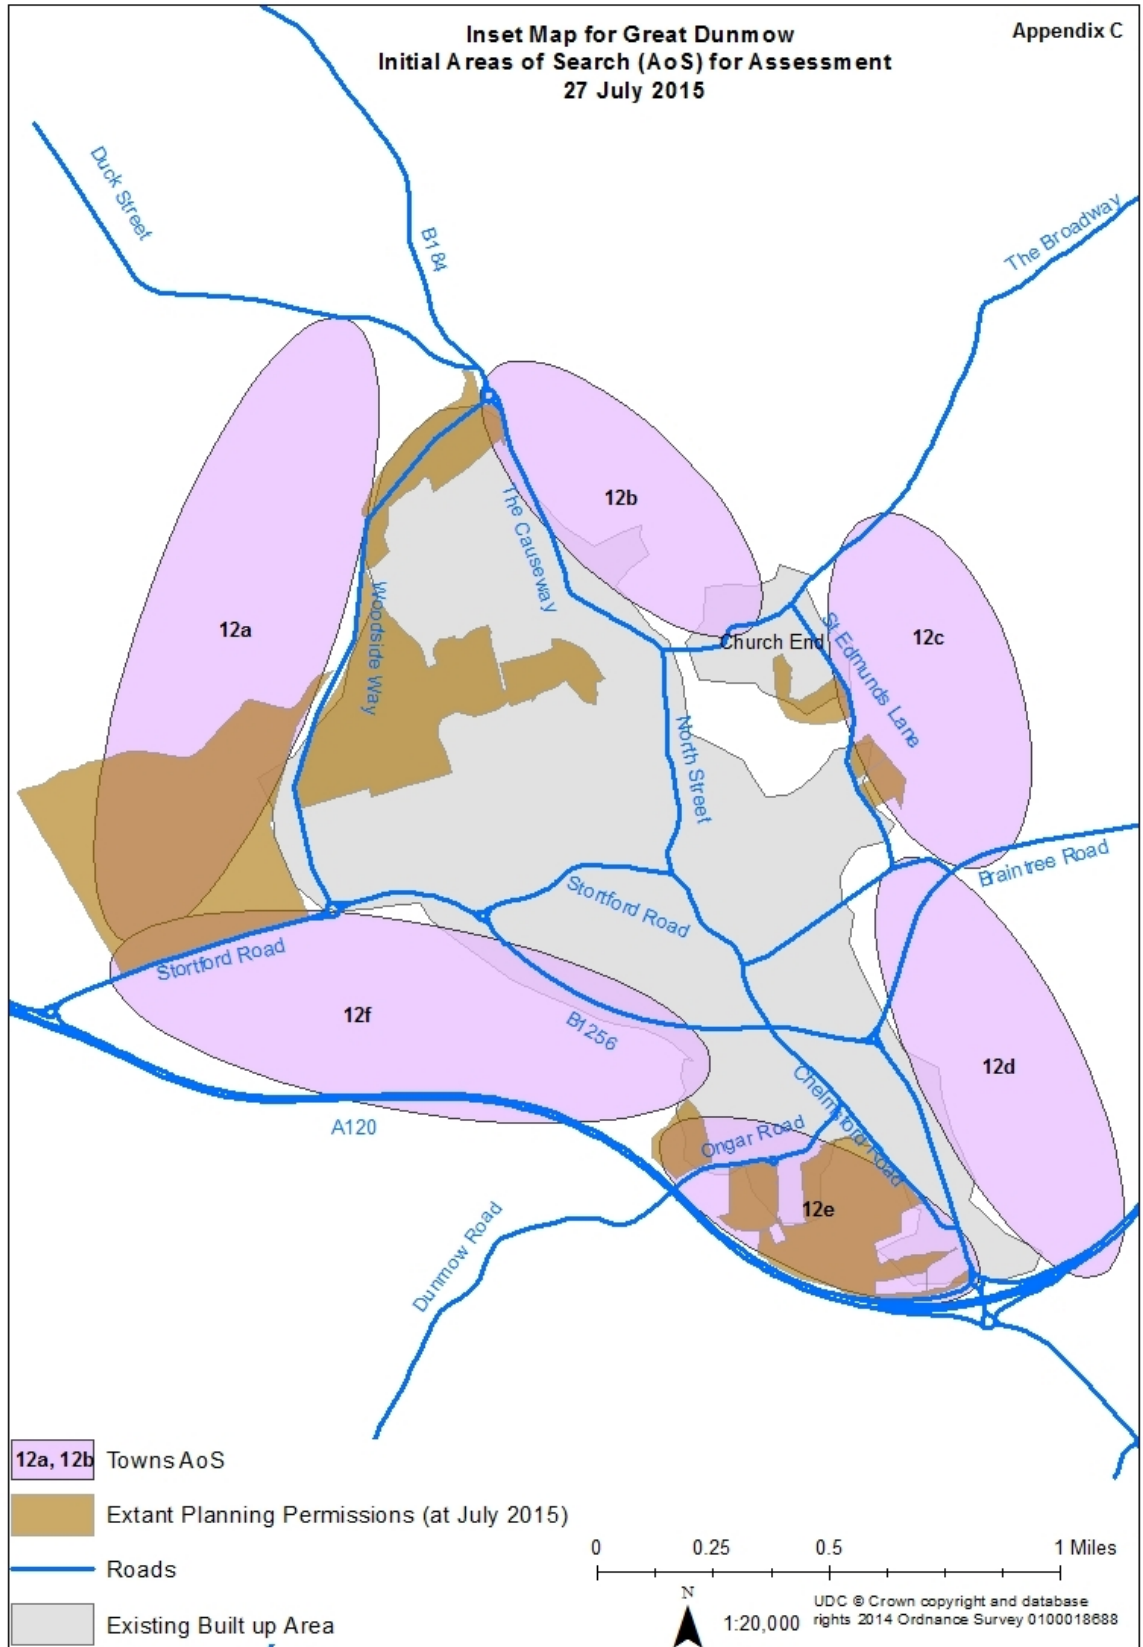 Inset Map for Great Dunmow
Initial Areas of Search (AoS) for Assessment
27 July 2015
Appendix C
Duck Street
B184
The Broadway
12b
The Causeway
12a
Woodside Way
Church End
St Edmunds Lane
12c
North Street
Braintree Road
Stortford Road
Stortford Road
12f
B1256
12d
Chelmsford Road
A120
Ongar Road
12e
Dunmow Road
12a, 12b Towns AoS
Extant Planning Permissions (at July 2015)
Roads
Existing Built up Area
0 0.25 0.5 1 Miles
N
1:20,000
UDC © Crown copyright and database
rights 2014 Ordnance Survey 0100018688